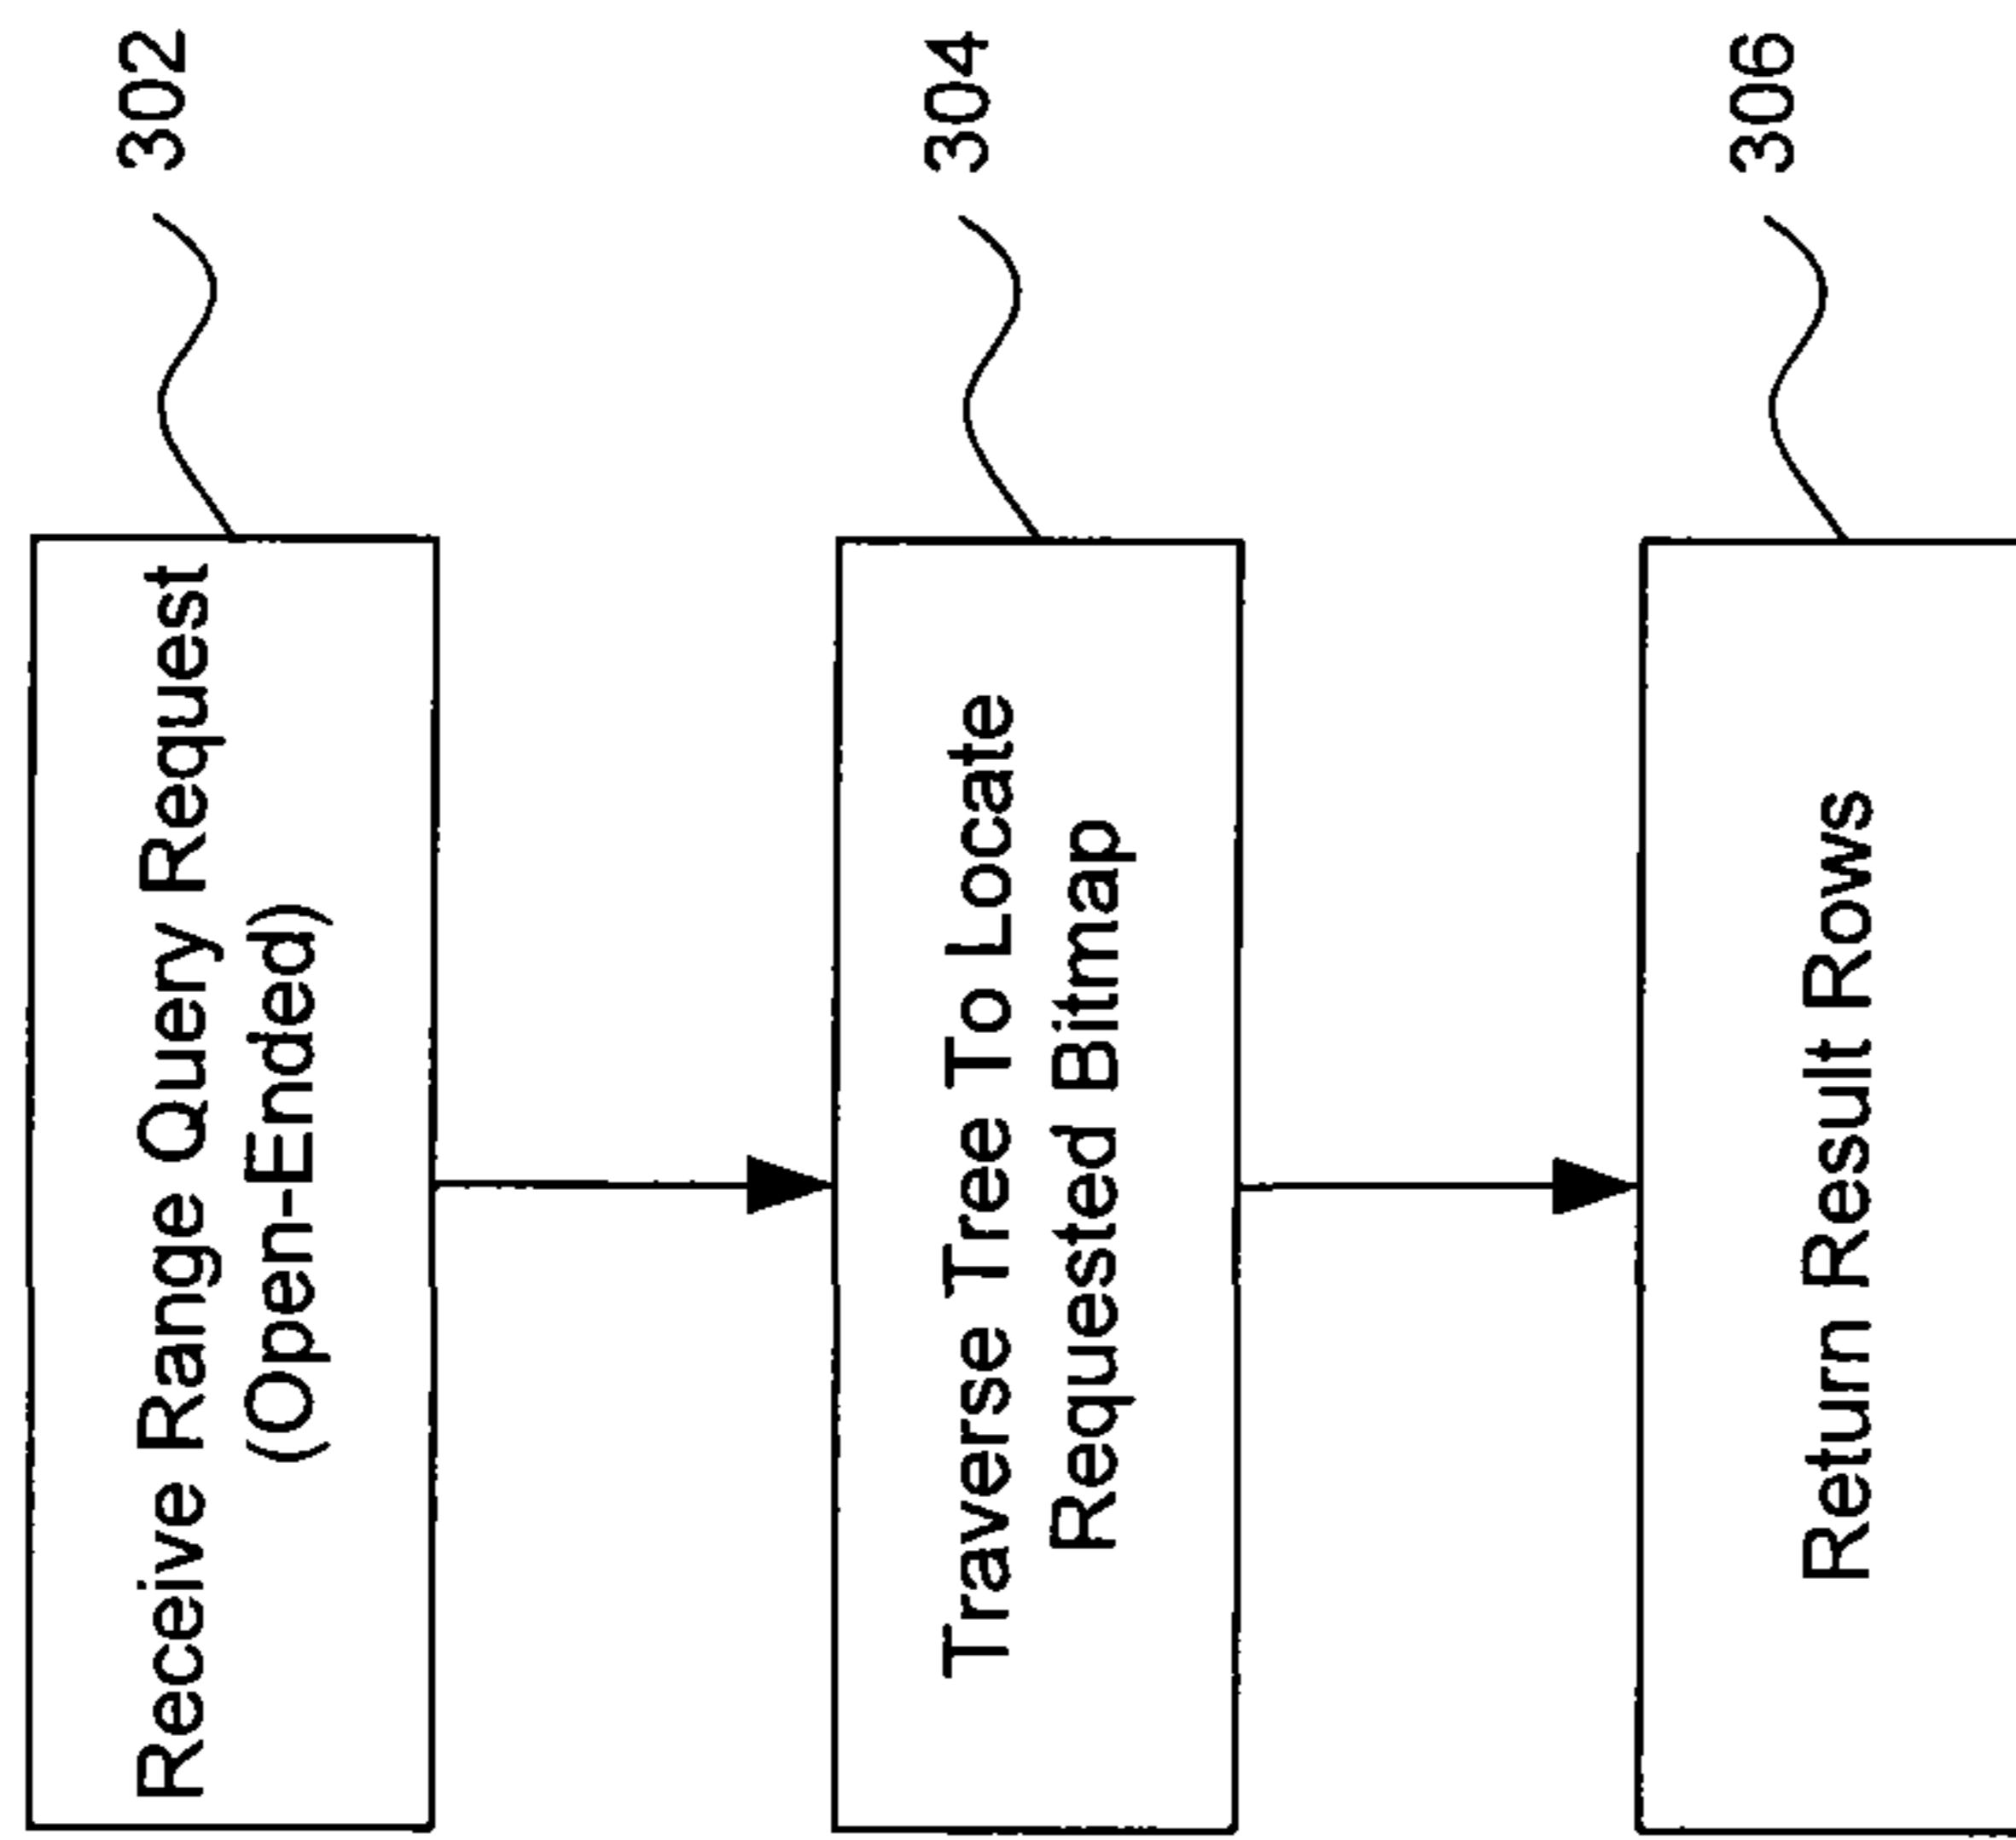 Receive Range Query Request
(Open-Ended)
302
Traverse Tree To Locate
Requested Bitmap
304
Return Result Rows
306